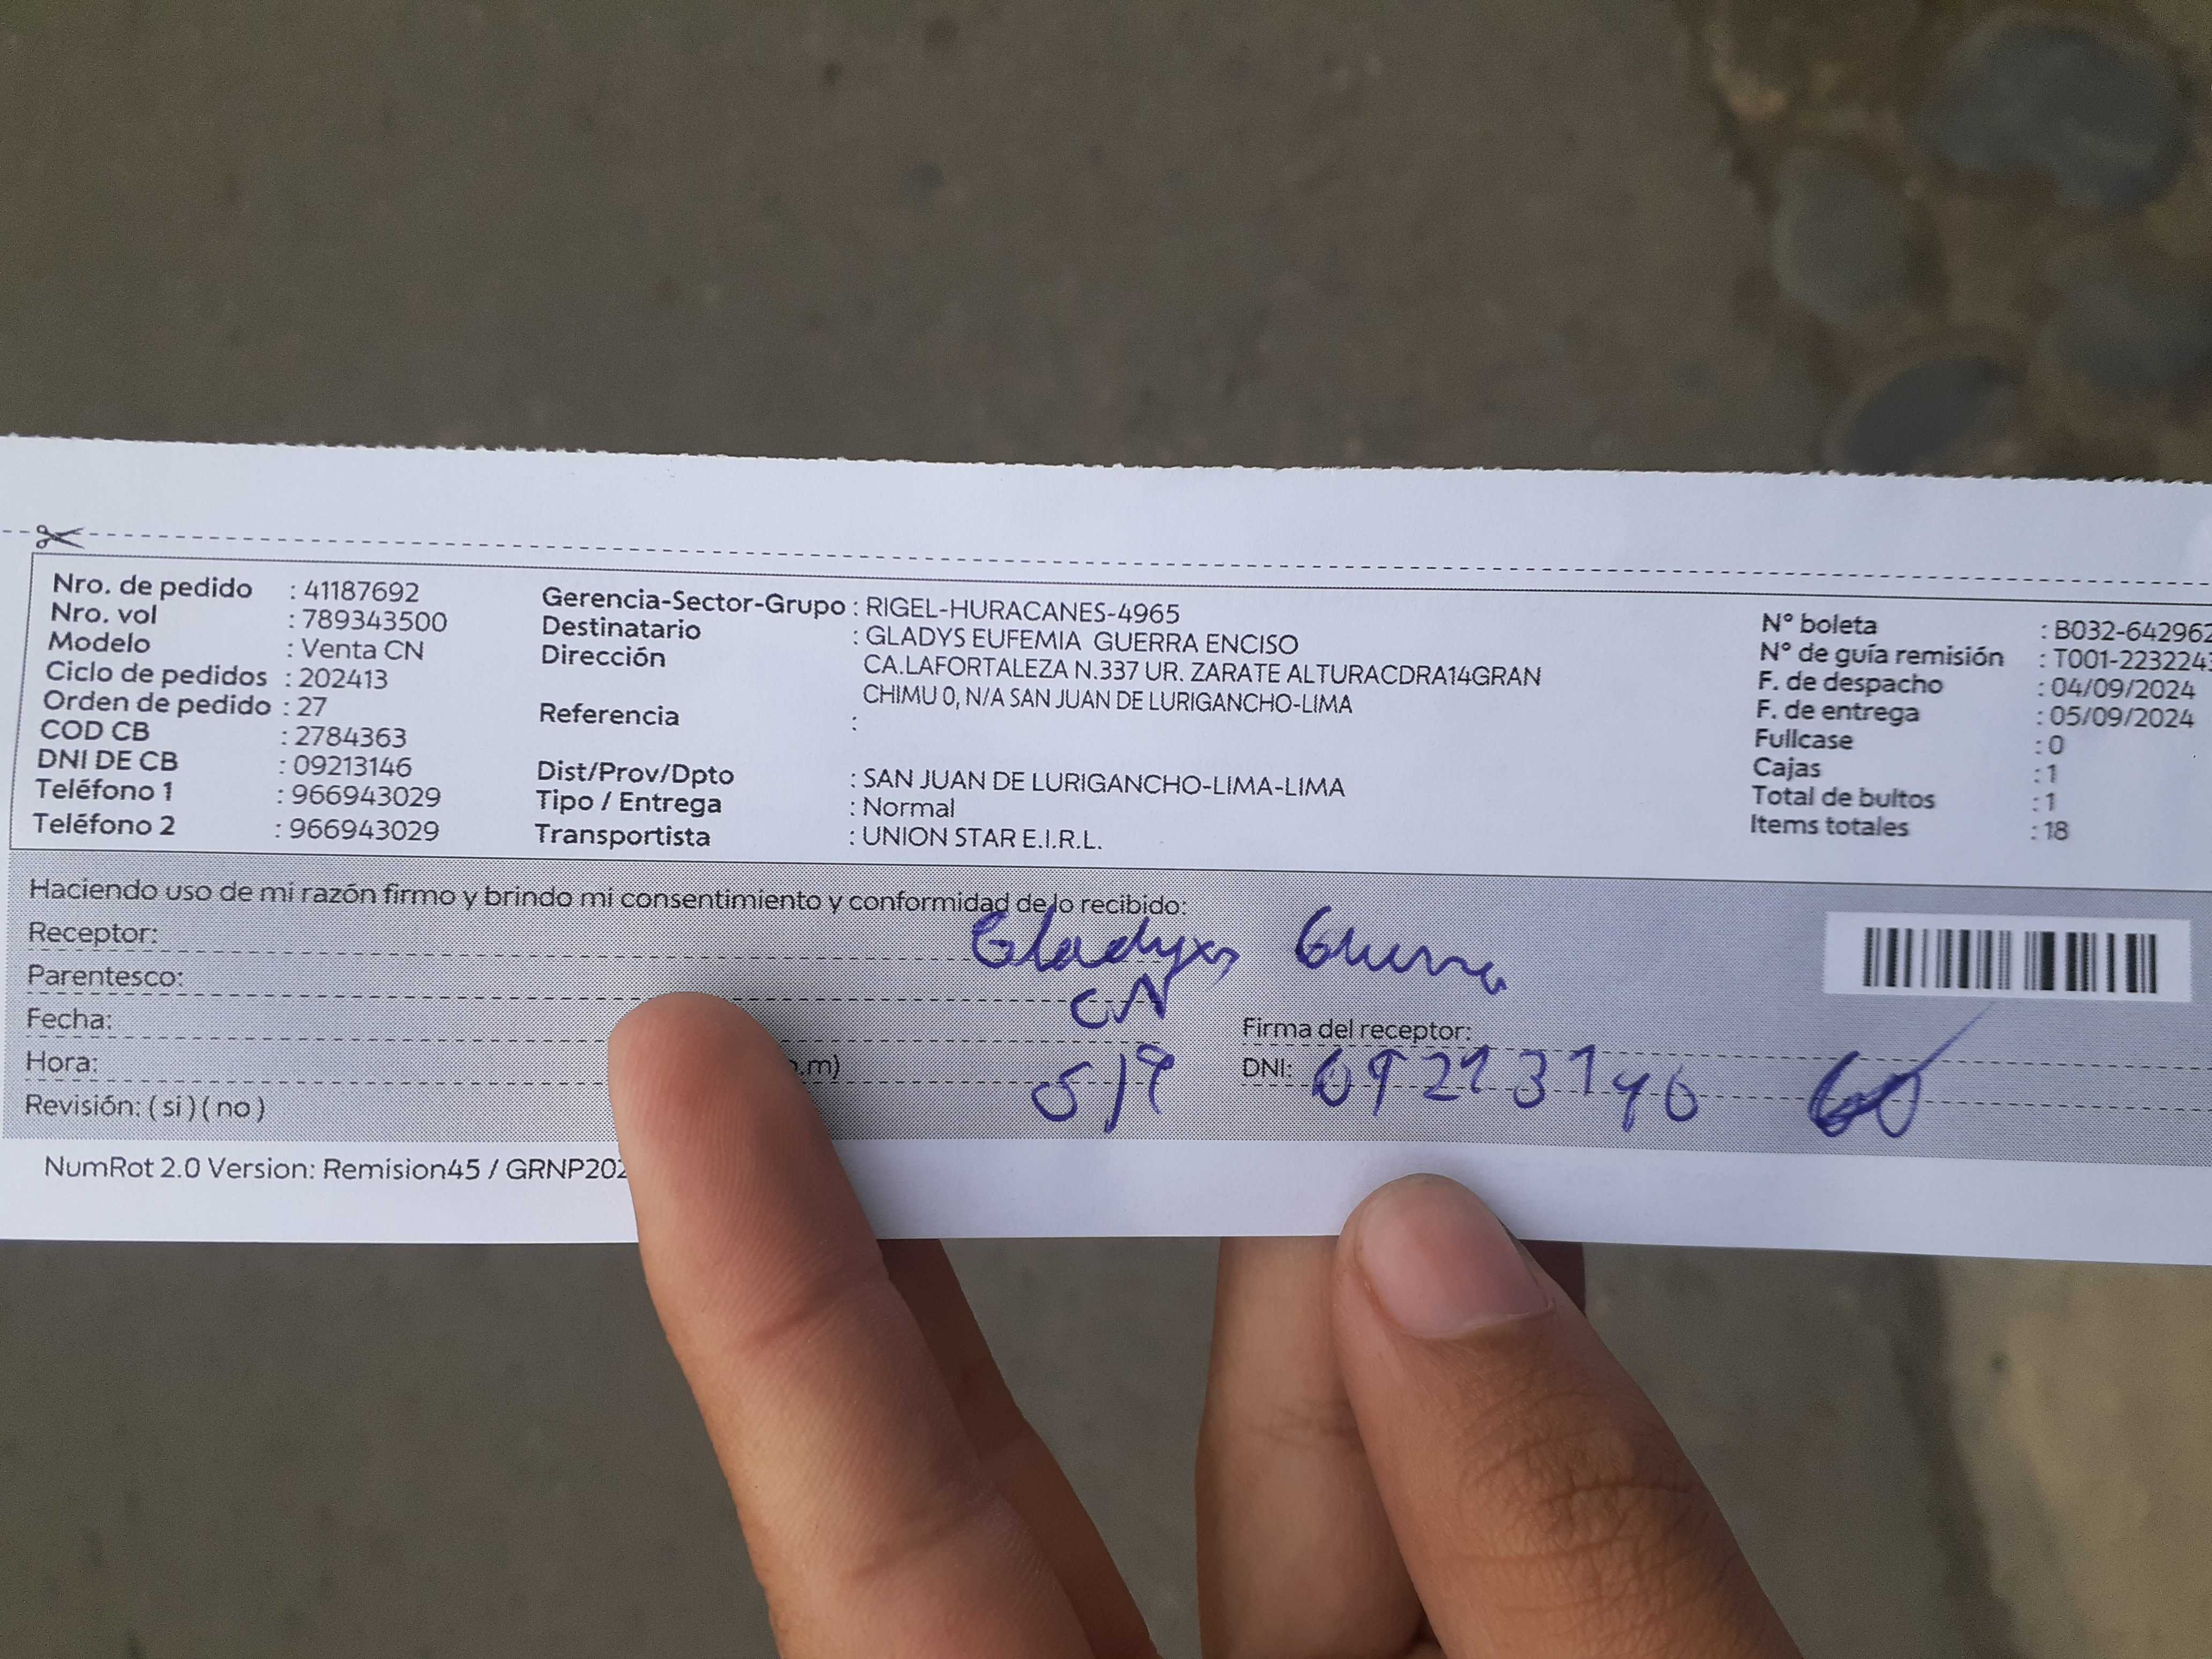 Nro. de pedido : 41187692
Nro. vol : 789343500
Modelo : Venta CN
Ciclo de pedidos : 202413
Orden de pedido : 27
COD CB : 2784363
DNI DE CB : 09213146
Teléfono 1 : 966943029
Teléfono 2 : 966943029
Gerencia-Sector-Grupo : RIGEL-HURACANES-4965
Destinatario : GLADYS EUFEMIA GUERRA ENCISO
Dirección : CA.LAFORTALEZA N.337 UR. ZARATE ALTURACDRA14GRAN
CHIMU 0, N/A SAN JUAN DE LURIGANCHO-LIMA
Referencia :
Dist/Prov/Dpto : SAN JUAN DE LURIGANCHO-LIMA-LIMA
Tipo / Entrega : Normal
Transportista : UNION STAR E.I.R.L.
N° boleta : B032-642962
N° de guía remisión : T001-223224
F. de despacho : 04/09/2024
F. de entrega : 05/09/2024
Fullcase : 0
Cajas : 1
Total de bultos : 1
Items totales : 18
Haciendo uso de mi razón firmo y brindo mi consentimiento y conformidad de lo recibido:
Receptor: Gladys Guerra
Parentesco: CN
Fecha: 5/9
Hora: .m)
Revisión: ( si ) ( no )
Firma del receptor:
DNI: 09213146
NumRot 2.0 Version: Remision45 / GRNP202